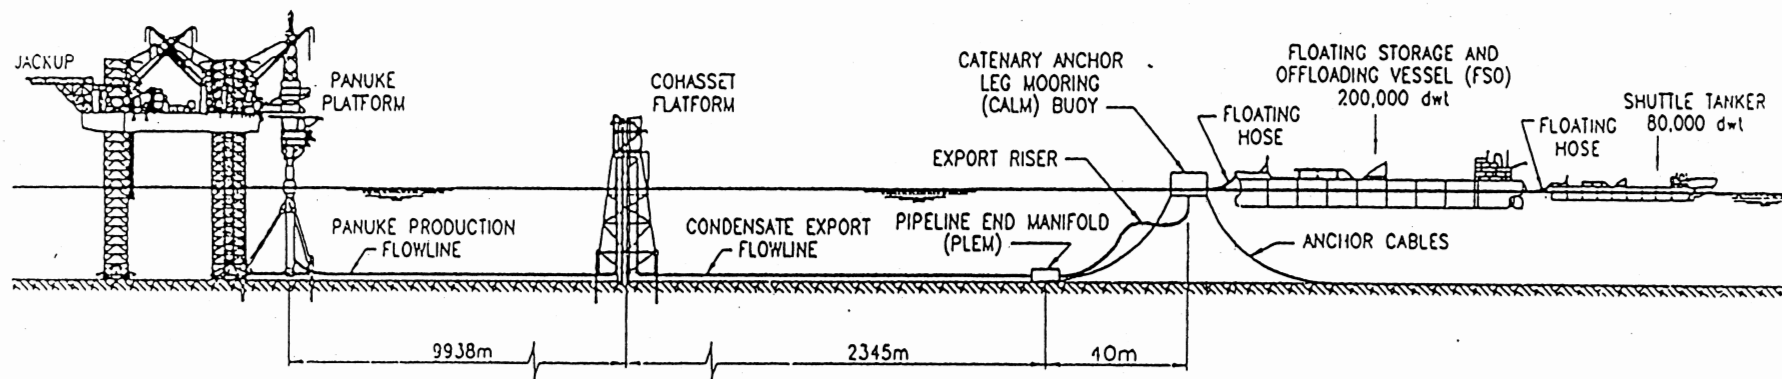 JACKUP
PANUKE
PLATFORM
COHASSET
FLATFORM
CATENARY ANCHOR
LEG MOORING
(CALM) BUOY
FLOATING STORAGE AND
OFFLOADING VESSEL (FSO)
200,000 dwt
SHUTTLE TANKER
80,000 dwt
FLOATING
HOSE
FLOATING
HOSE
EXPORT RISER
PANUKE PRODUCTION
FLOWLINE
CONDENSATE EXPORT
FLOWLINE
PIPELINE END MANIFOLD
(PLEM)
ANCHOR CABLES
9938m
2345m
40m